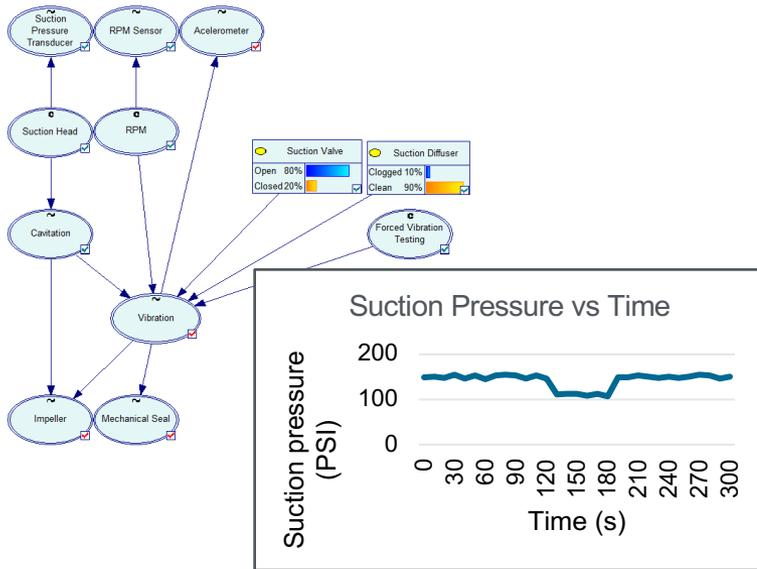 Suction
Pressure
Transducer
RPM Sensor
Acelerometer
Suction Head
RPM
Suction Valve
Open 80%
Closed 20%
Suction Diffuser
Clogged 10%
Clean 90%
Cavitation
Forced Vibration
Testing
Vibration
Impeller
Mechanical Seal
Suction Pressure vs Time
Suction pressure
(PSI)
200
100
0
0
30
60
90
120
150
180
210
240
270
300
Time (s)